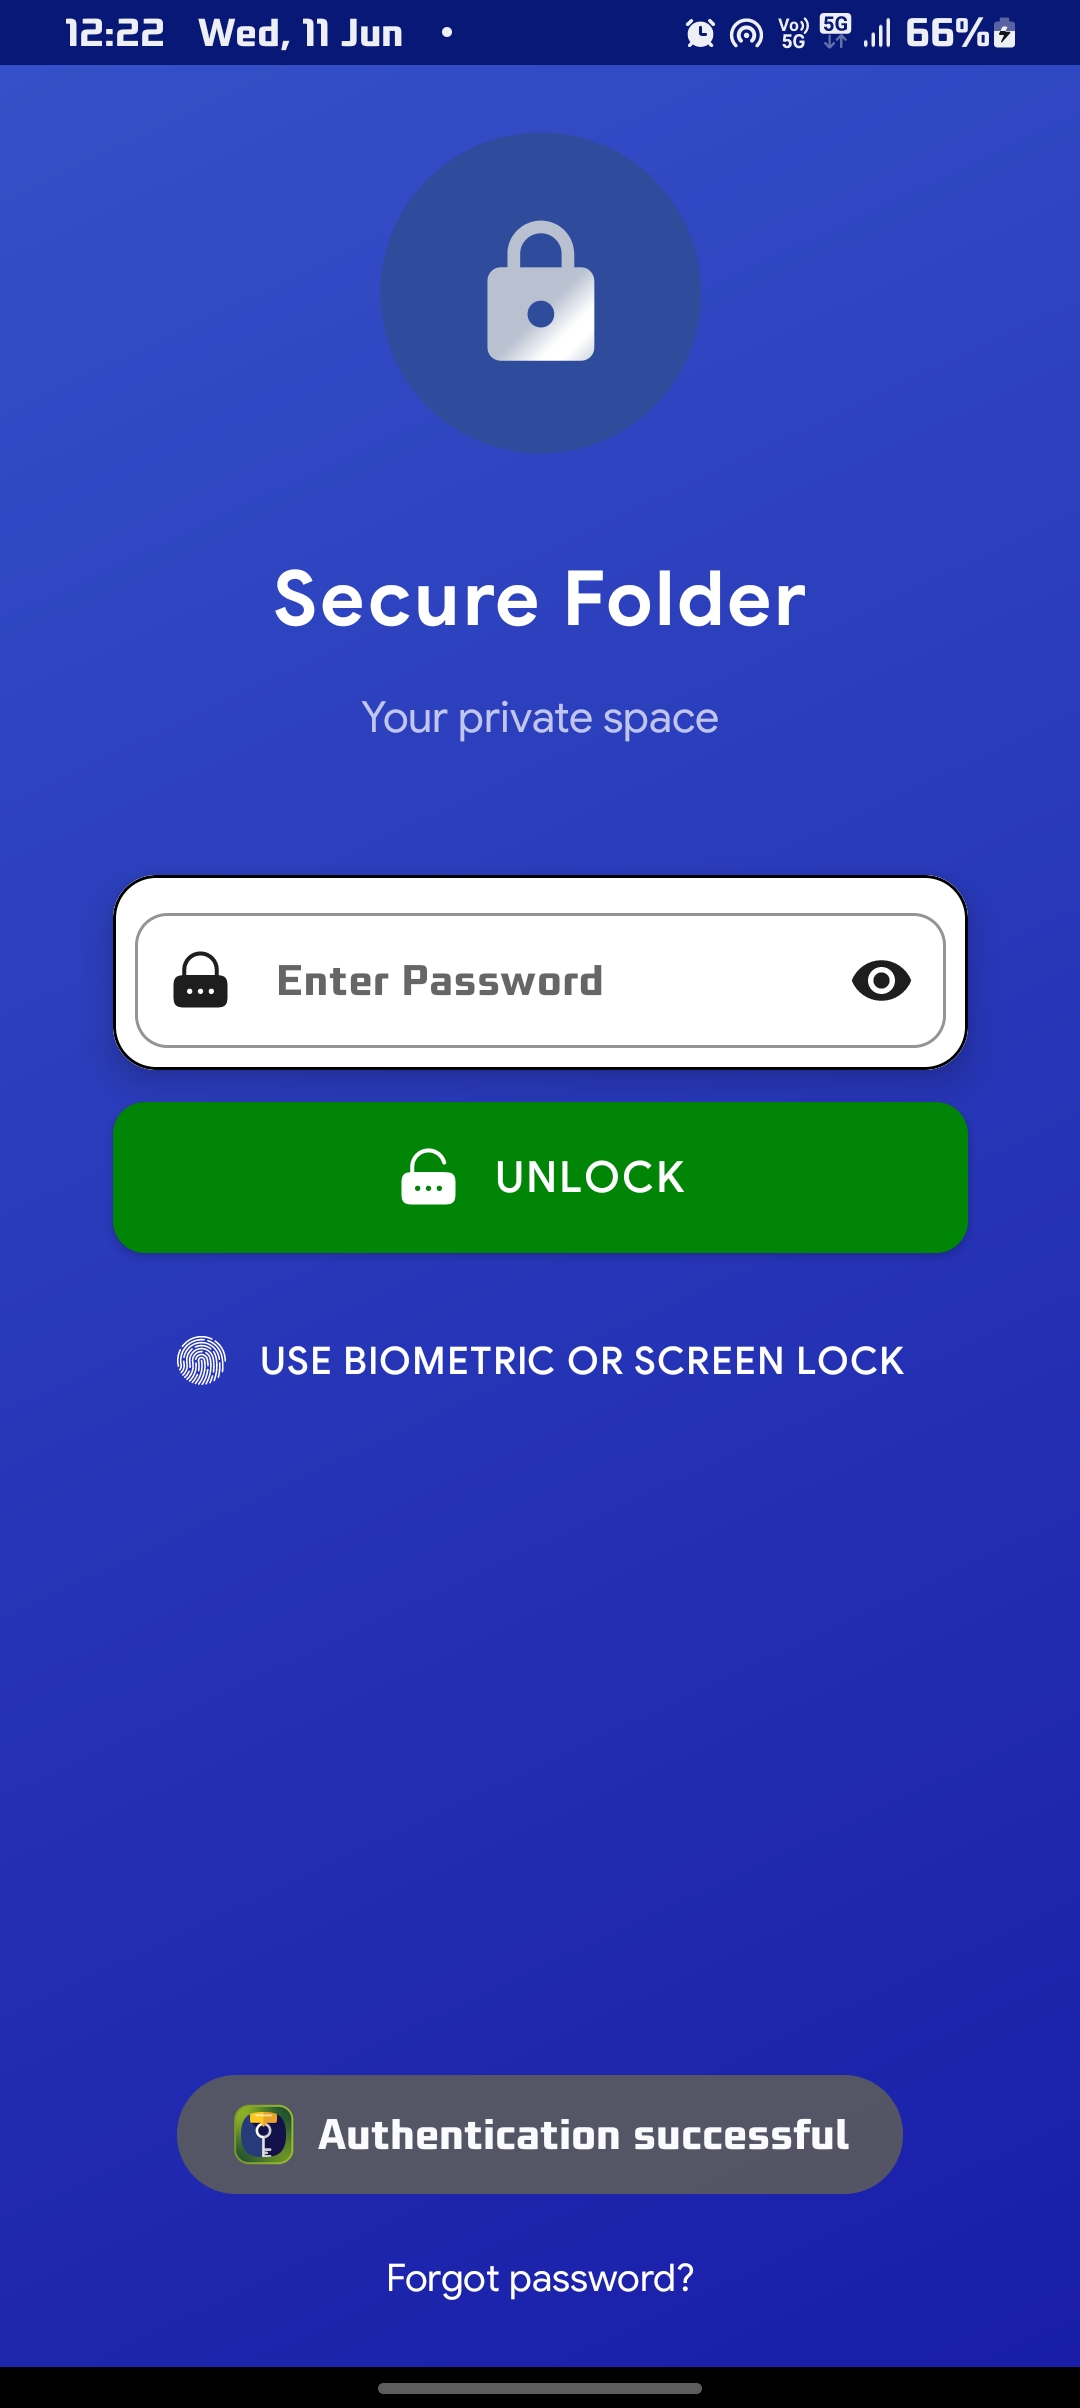 12:22 Wed, 11 Jun
Vo)) 5G 5G 66%
Secure Folder
Your private space
Enter Password
UNLOCK
USE BIOMETRIC OR SCREEN LOCK
Authentication successful
Forgot password?